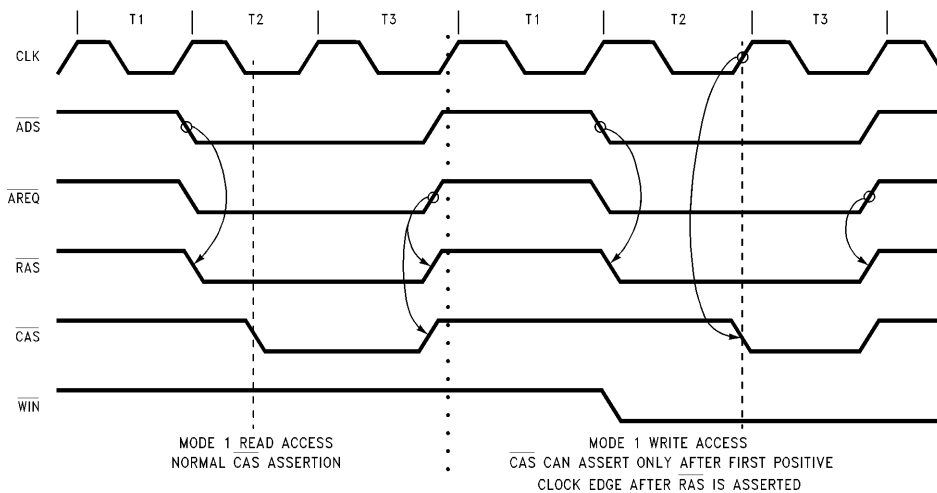 T1 T2 T3 T1 T2 T3
CLK
ADS
AREQ
RAS
CAS
WIN
MODE 1 READ ACCESS
NORMAL CAS ASSERTION
MODE 1 WRITE ACCESS
CAS CAN ASSERT ONLY AFTER FIRST POSITIVE
CLOCK EDGE AFTER RAS IS ASSERTED